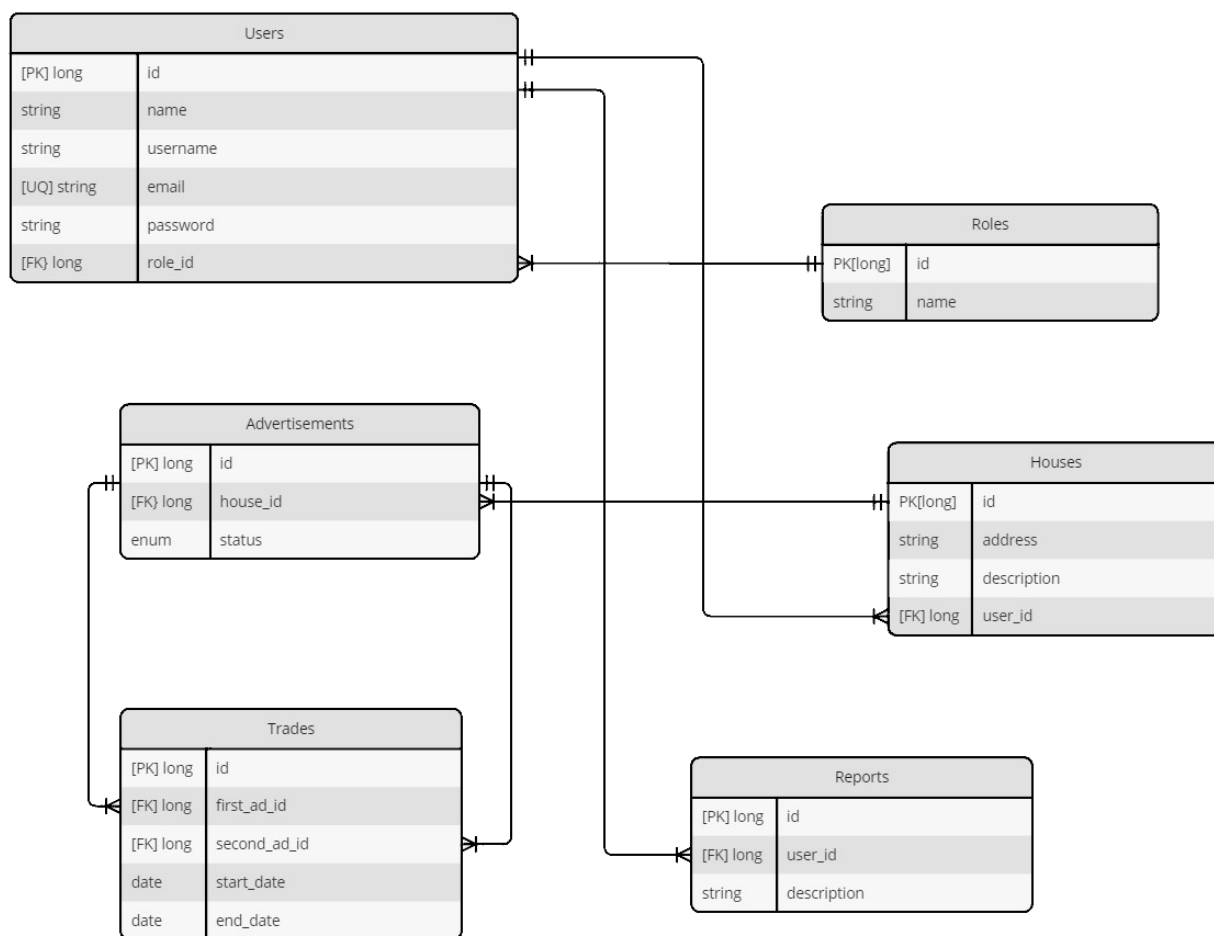 Users
[PK] long id
string name
string username
[UQ] string email
string password
[FK} long role_id
Roles
PK[long] id
string name
Advertisements
[PK] long id
[FK} long house_id
enum status
Houses
PK[long] id
string address
string description
[FK] long user_id
Trades
[PK] long id
[FK] long first_ad_id
[FK] long second_ad_id
date start_date
date end_date
Reports
[PK] long id
[FK] long user_id
string description